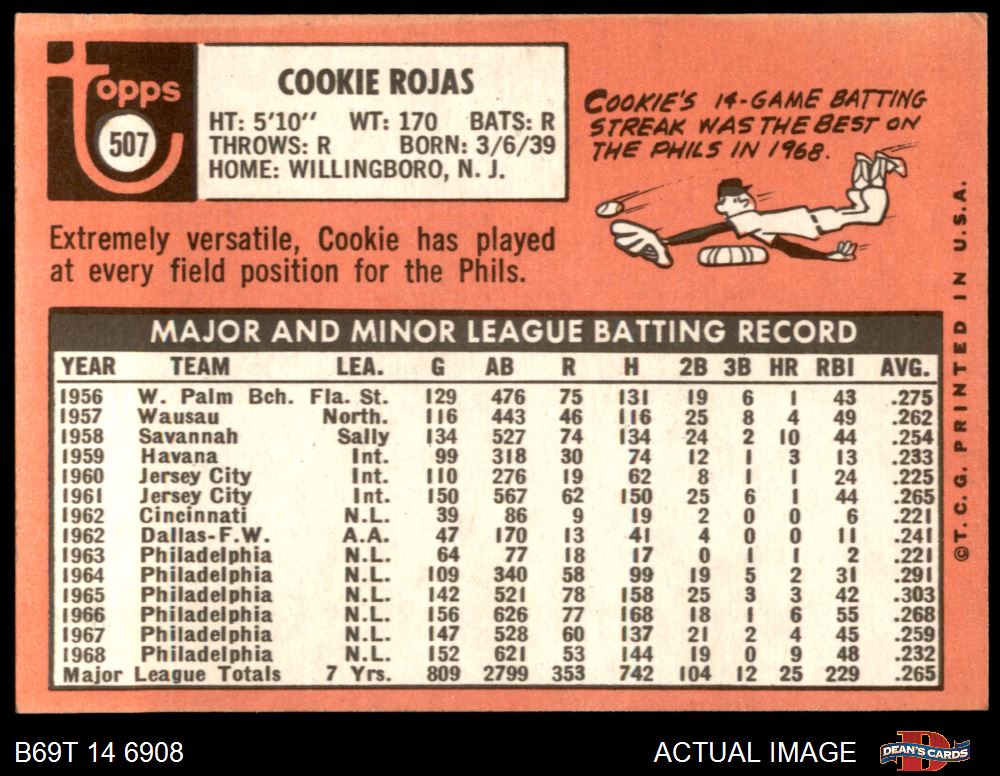 topps
507
COOKIE ROJAS
HT: 5'10" WT: 170 BATS: R
THROWS: R BORN: 3/6/39
HOME: WILLINGBORO, N. J.
COOKIE'S 14-GAME BATTING
STREAK WAS THE BEST ON
THE PHILS IN 1968.
Extremely versatile, Cookie has played
at every field position for the Phils.
MAJOR AND MINOR LEAGUE BATTING RECORD
YEAR TEAM LEA. G AB R H 2B 3B HR RBI AVG.
1956 W. Palm Bch. Fla. St. 129 476 75 131 19 6 1 43 .275
1957 Wausau North. 116 443 46 116 25 8 4 49 .262
1958 Savannah Sally 134 527 74 134 24 2 10 44 .254
1959 Havana Int. 99 318 30 74 12 1 3 13 .233
1960 Jersey City Int. 110 276 19 62 8 1 1 24 .225
1961 Jersey City Int. 150 567 62 150 25 6 1 44 .265
1962 Cincinnati N.L. 39 86 9 19 2 0 0 6 .221
1962 Dallas-F.W. A.A. 47 170 13 41 4 0 0 11 .241
1963 Philadelphia N.L. 64 77 18 17 0 1 1 2 .221
1964 Philadelphia N.L. 109 340 58 99 19 5 2 31 .291
1965 Philadelphia N.L. 142 521 78 158 25 3 3 42 .303
1966 Philadelphia N.L. 156 626 77 168 18 1 6 55 .268
1967 Philadelphia N.L. 147 528 60 137 21 2 4 45 .259
1968 Philadelphia N.L. 152 621 53 144 19 0 9 48 .232
Major League Totals 7 Yrs. 809 2799 353 742 104 12 25 229 .265
©T. C. G. PRINTED IN U.S.A.
B69T 14 6908
ACTUAL IMAGE
D
DEAN'S CARDS